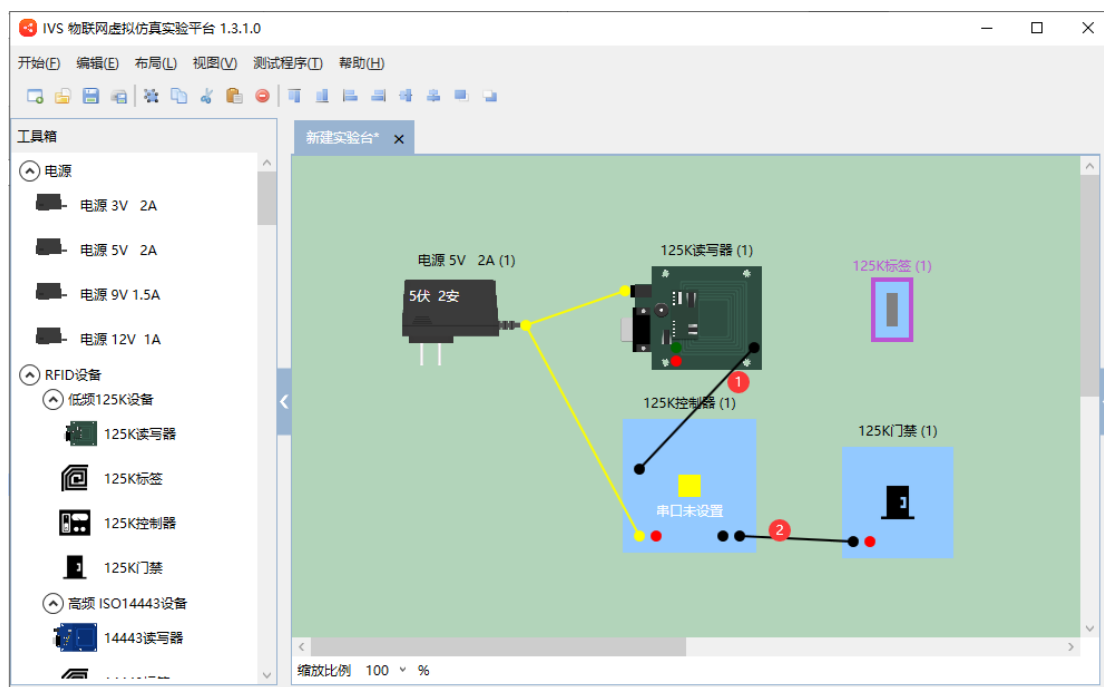 IVS 物联网虚拟仿真实验平台 1.3.1.0
开始(F) 编辑(E) 布局(L) 视图(V) 测试程序(T) 帮助(H)
工具箱
新建实验台*
电源
电源 3V 2A
电源 5V 2A
电源 9V 1.5A
电源 12V 1A
RFID设备
低频125K设备
125K读写器
125K标签
125K控制器
125K门禁
高频 ISO14443设备
14443读写器
电源 5V 2A (1)
5伏 2安
125K读写器 (1)
125K标签 (1)
1
125K控制器 (1)
串口未设置
125K门禁 (1)
2
缩放比例 100 %